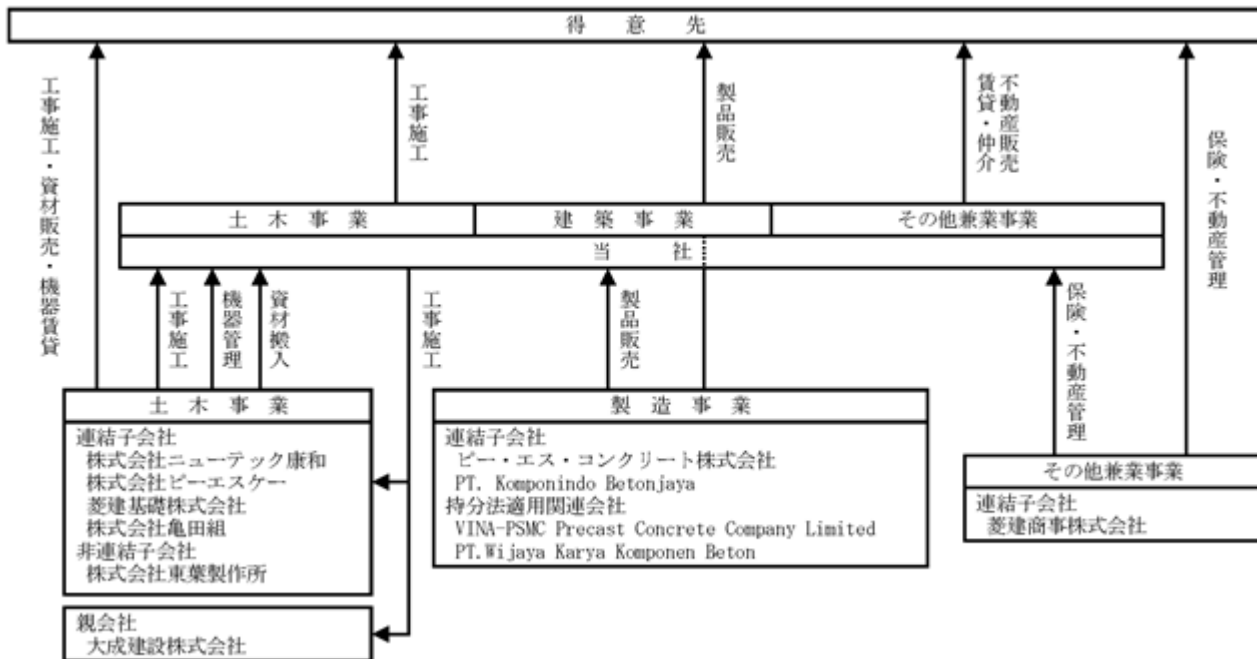 得意先
工事施工・資材販売・機器賃貸
工事施工
製品販売
不動産販売
賃貸・仲介
保険・不動産管理
土木事業
建築事業
その他兼業事業
当社
工事施工
機器管理
資材搬入
工事施工
製品販売
保険・不動産管理
土木事業
連結子会社
株式会社ニューテック康和
株式会社ピーエスケー
菱建基礎株式会社
株式会社亀田組
非連結子会社
株式会社東葉製作所
親会社
大成建設株式会社
製造事業
連結子会社
ピー・エス・コンクリート株式会社
PT. Komponindo Betonjaya
持分法適用関連会社
VINA-PSMC Precast Concrete Company Limited
PT.Wijaya Karya Komponen Beton
その他兼業事業
連結子会社
菱建商事株式会社